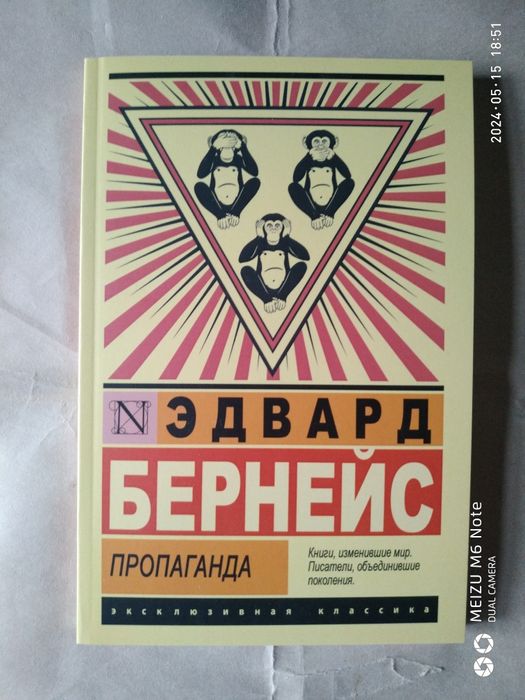 2024·05·15 18:51
N
ЭДВАРД
БЕРНЕЙС
ПРОПАГАНДА
Книги, изменившие мир.
Писатели, объединившие
поколения.
эксклюзивная классика
MEIZU M6 Note
DUAL CAMERA